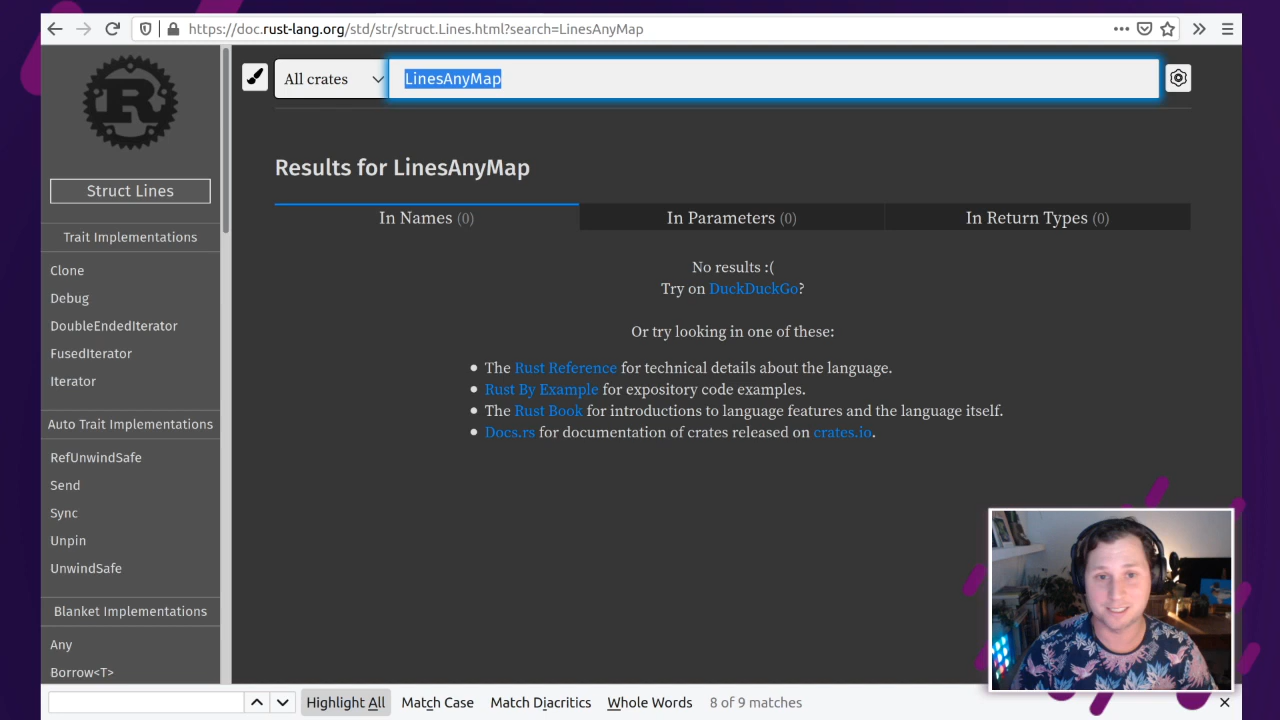 https://doc.rust-lang.org/std/str/struct.Lines.html?search=LinesAnyMap
R
All crates
LinesAnyMap
Struct Lines
Trait Implementations
Clone
Debug
DoubleEndedIterator
FusedIterator
Iterator
Auto Trait Implementations
RefUnwindSafe
Send
Sync
Unpin
UnwindSafe
Blanket Implementations
Any
Borrow<T>
Results for LinesAnyMap
In Names (0)
In Parameters (0)
In Return Types (0)
No results :(
Try on DuckDuckGo?
Or try looking in one of these:
• The Rust Reference for technical details about the language.
• Rust By Example for expository code examples.
• The Rust Book for introductions to language features and the language itself.
• Docs.rs for documentation of crates released on crates.io.
Highlight All
Match Case
Match Diacritics
Whole Words
8 of 9 matches